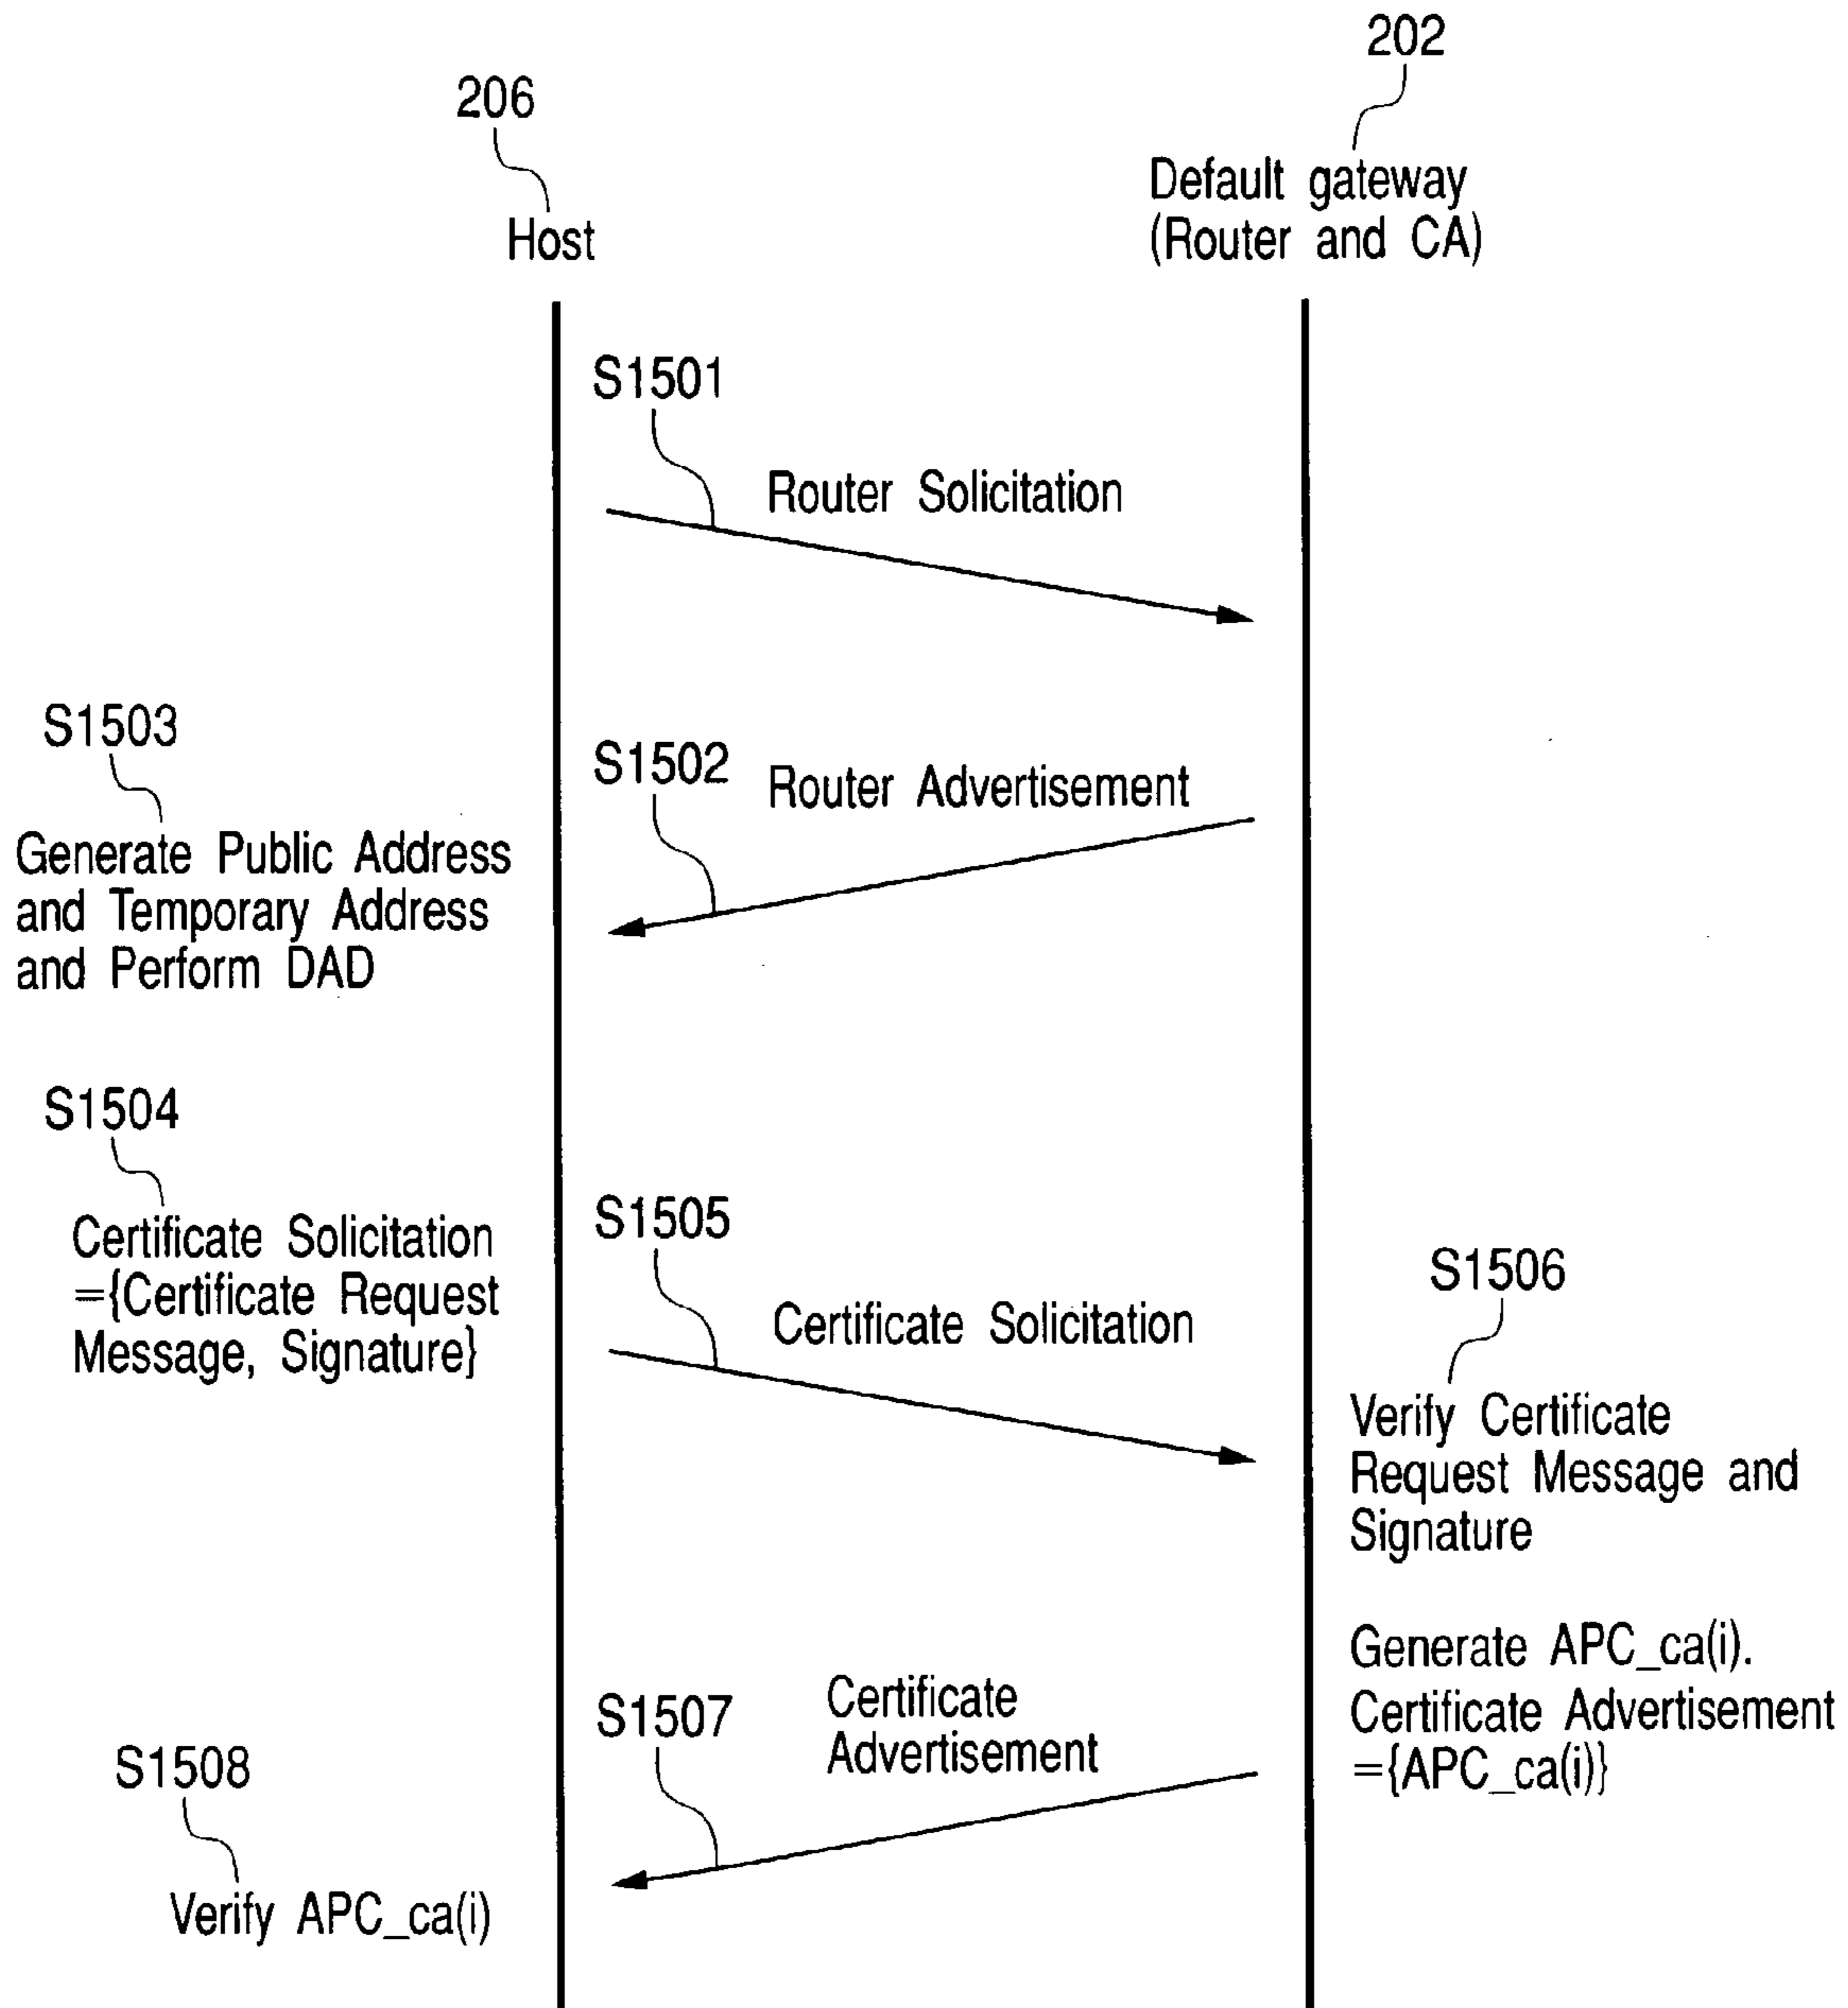 202
206
Default gateway
(Router and CA)
Host
S1501
Router Solicitation
S1503
S1502
Router Advertisement
Generate Public Address
and Temporary Address
and Perform DAD
S1504
Certificate Solicitation
={Certificate Request
Message, Signature}
S1505
Certificate Solicitation
S1506
Verify Certificate
Request Message and
Signature
Generate APC_ca(i).
Certificate Advertisement
={APC_ca(i)}
S1507
Certificate
Advertisement
S1508
Verify APC_ca(i)